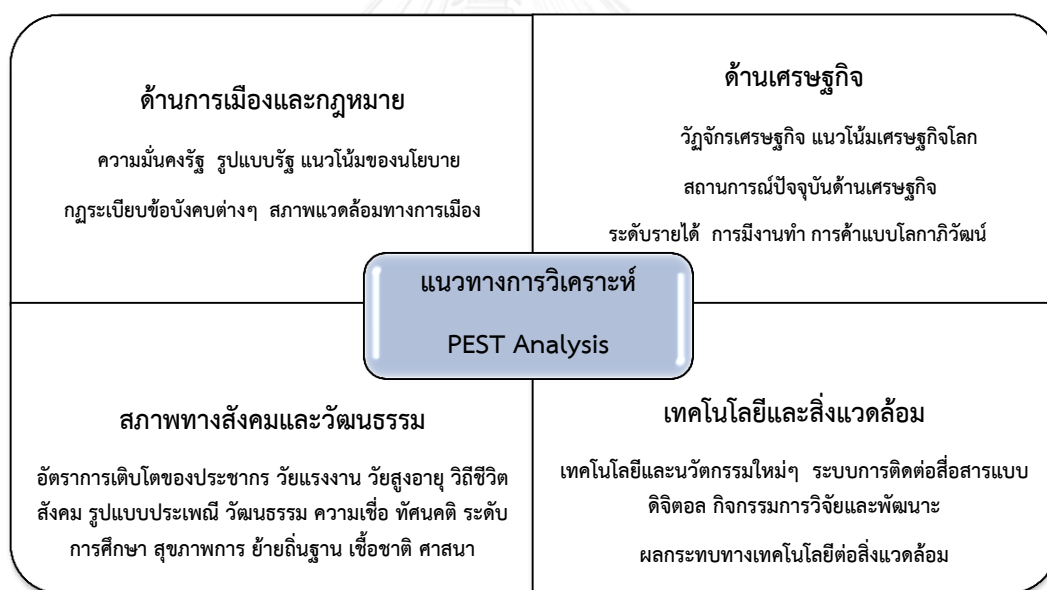 ด้านการเมืองและกฎหมาย
ความมั่นคงรัฐ รูปแบบรัฐ แนวโน้มของนโยบาย
กฏระเบียบข้อบังคบต่างๆ สภาพแวดล้อมทางการเมือง
ด้านเศรษฐกิจ
วัฏจักรเศรษฐกิจ แนวโน้มเศรษฐกิจโลก
สถานการณ์ปัจจุบันด้านเศรษฐกิจ
ระดับรายได้ การมีงานทำ การค้าแบบโลกาภิวัฒน์
แนวทางการวิเคราะห์
PEST Analysis
สภาพทางสังคมและวัฒนธรรม
อัตราการเติบโตของประชากร วัยแรงงาน วัยสูงอายุ วิถีชีวิต
สังคม รูปแบบประเพณี วัฒนธรรม ความเชื่อ ทัศนคติ ระดับ
การศึกษา สุขภาพการ ย้ายถิ่นฐาน เชื้อชาติ ศาสนา
เทคโนโลยีและสิ่งแวดล้อม
เทคโนโลยีและนวัตกรรมใหม่ๆ ระบบการติดต่อสื่อสารแบบ
ดิจิตอล กิจกรรมการวิจัยและพัฒนาะ
ผลกระทบทางเทคโนโลยีต่อสิ่งแวดล้อม